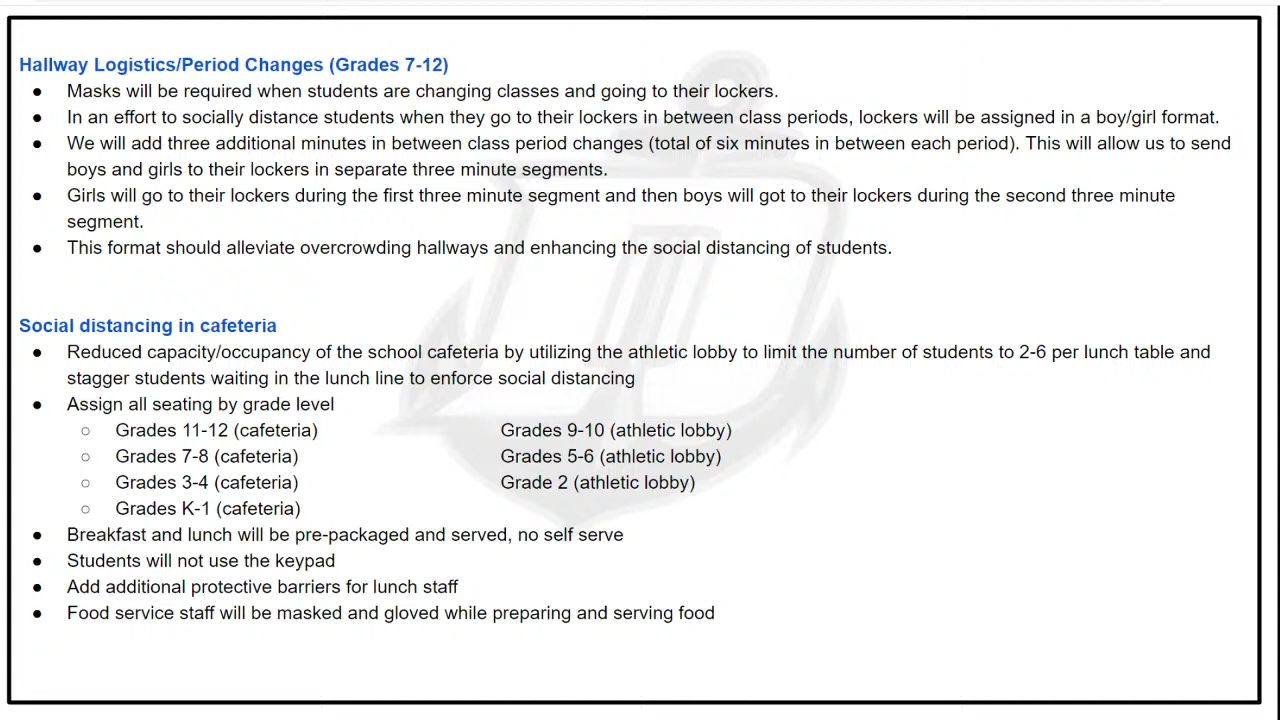 Hallway Logistics/Period Changes (Grades 7-12)
● Masks will be required when students are changing classes and going to their lockers.
● In an effort to socially distance students when they go to their lockers in between class periods, lockers will be assigned in a boy/girl format.
● We will add three additional minutes in between class period changes (total of six minutes in between each period). This will allow us to send
boys and girls to their lockers in separate three minute segments.
● Girls will go to their lockers during the first three minute segment and then boys will got to their lockers during the second three minute
segment.
● This format should alleviate overcrowding hallways and enhancing the social distancing of students.
Social distancing in cafeteria
● Reduced capacity/occupancy of the school cafeteria by utilizing the athletic lobby to limit the number of students to 2-6 per lunch table and
stagger students waiting in the lunch line to enforce social distancing
● Assign all seating by grade level
○ Grades 11-12 (cafeteria) Grades 9-10 (athletic lobby)
○ Grades 7-8 (cafeteria) Grades 5-6 (athletic lobby)
○ Grades 3-4 (cafeteria) Grade 2 (athletic lobby)
○ Grades K-1 (cafeteria)
● Breakfast and lunch will be pre-packaged and served, no self serve
● Students will not use the keypad
● Add additional protective barriers for lunch staff
● Food service staff will be masked and gloved while preparing and serving food